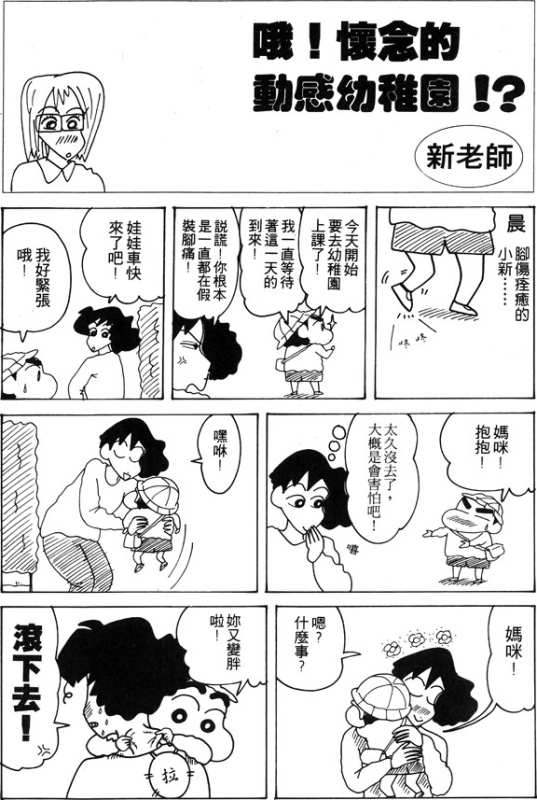 哦！懷念的
動感幼稚園！？
新老師
晨
腳傷痊癒的
小新……
咚 咚
今天開始
要去幼稚園
上課了！
我一直等待
著這一天的
到來！
說謊！你根本
是一直都在假
裝腳痛！
娃娃車快
來了吧！
我好緊張
哦！
媽咪！
抱抱！
太久沒去了，
大概是會害怕吧！
嘿咻！
媽咪！
嗯？
什麼事？
妳又變胖
啦！
拉
滾下去！